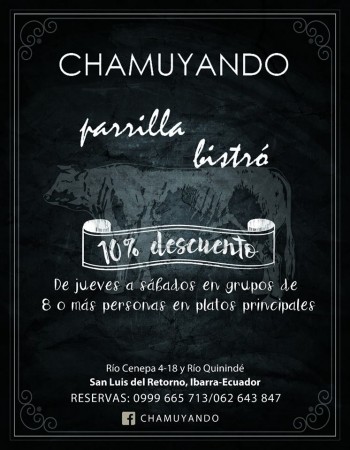 CHAMUYANDO
parrilla
bistró
10% descuento
De jueves a sábados en grupos de
8 o más personas en platos principales
Río Cenepa 4-18 y Río Quinindé
San Luis del Retorno, Ibarra-Ecuador
RESERVAS: 0999 665 713/062 643 847
CHAMUYANDO